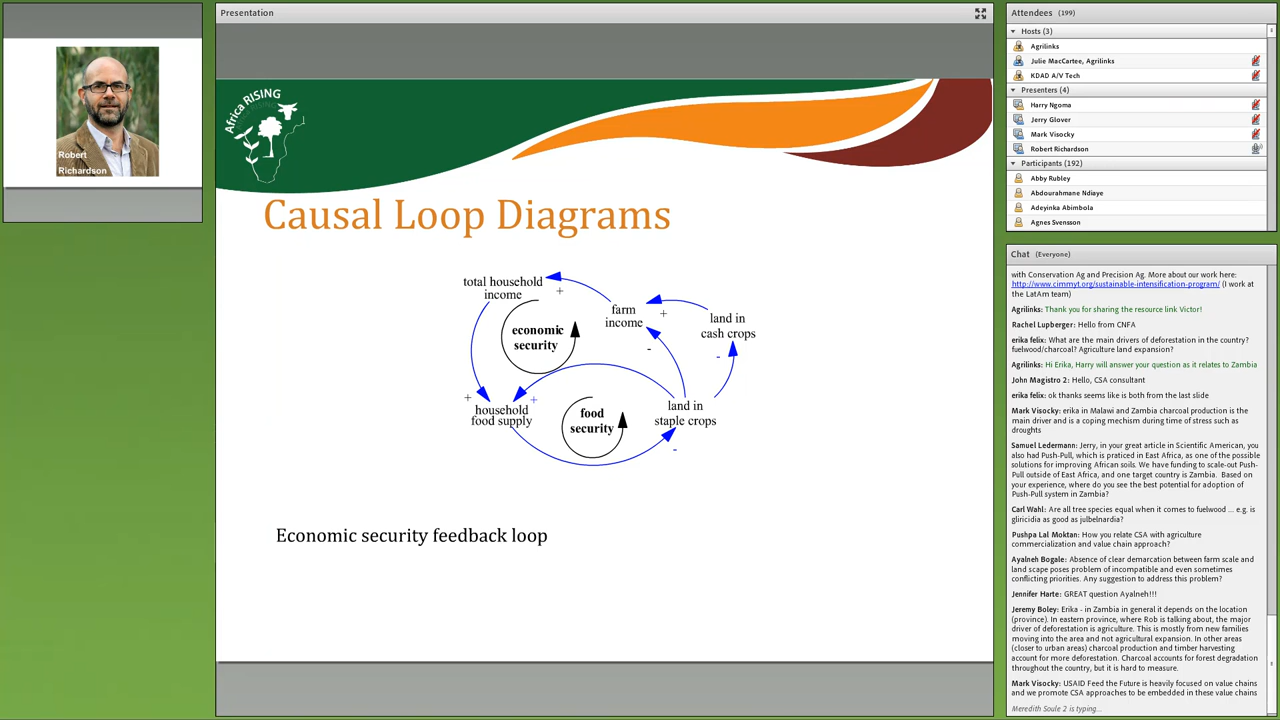 Robert
Richardson
Presentation
Africa RISING
Causal Loop Diagrams
total household
income
+
farm
income
+
land in
cash crops
economic
security
-
-
+
household
food supply
+
food
security
land in
staple crops
-
Economic security feedback loop
Attendees (199)
Hosts (3)
Agrilinks
Julie MacCartee, Agrilinks
KDAD A/V Tech
Presenters (4)
Harry Ngoma
Jerry Glover
Mark Visocky
Robert Richardson
Participants (192)
Abby Rubley
Abdourahmane Ndiaye
Adeyinka Abimbola
Agnes Svensson
Chat (Everyone)
with Conservation Ag and Precision Ag. More about our work here:
http://www.cimmyt.org/sustainable-intensification-program/ (I work at
the LatAm team)
Agrilinks: Thank you for sharing the resource link Victor!
Rachel Lupberger: Hello from CNFA
erika felix: What are the main drivers of deforestation in the country?
fuelwood/charcoal? Agriculture land expansion?
Agrilinks: Hi Erika, Harry will answer your question as it relates to Zambia
John Magistro 2: Hello, CSA consultant
erika felix: ok thanks seems like is both from the last slide
Mark Visocky: erika in Malawi and Zambia charcoal production is the
main driver and is a coping mechism during time of stress such as
droughts
Samuel Ledermann: Jerry, in your great article in Scientific American, you
also had Push-Pull, which is praticed in East Africa, as one of the possible
solutions for improving African soils. We have funding to scale-out Push-
Pull outside of East Africa, and one target country is Zambia. Based on
your experience, where do you see the best potential for adoption of
Push-Pull system in Zambia?
Carl Wahl: Are all tree species equal when it comes to fuelwood ... e.g. is
gliricidia as good as julbelnardia?
Pushpa Lal Moktan: How you relate CSA with agriculture
commercialization and value chain approach?
Ayalneh Bogale: Absence of clear demarcation between farm scale and
land scape poses problem of incompatible and even sometimes
conflicting priorities. Any suggestion to address this problem?
Jennifer Harte: GREAT question Ayalneh!!!
Jeremy Boley: Erika - in Zambia in general it depends on the location
(province). In eastern province, where Rob is talking about, the major
driver of deforestation is agriculture. This is mostly from new families
moving into the area and not agricultural expansion. In other areas
(closer to urban areas) charcoal production and timber harvesting
account for more deforestation. Charcoal accounts for forest degradation
throughout the country, but it is hard to measure.
Mark Visocky: USAID Feed the Future is heavily focused on value chains
and we promote CSA approaches to be embedded in these value chains
Meredith Soule 2 is typing...